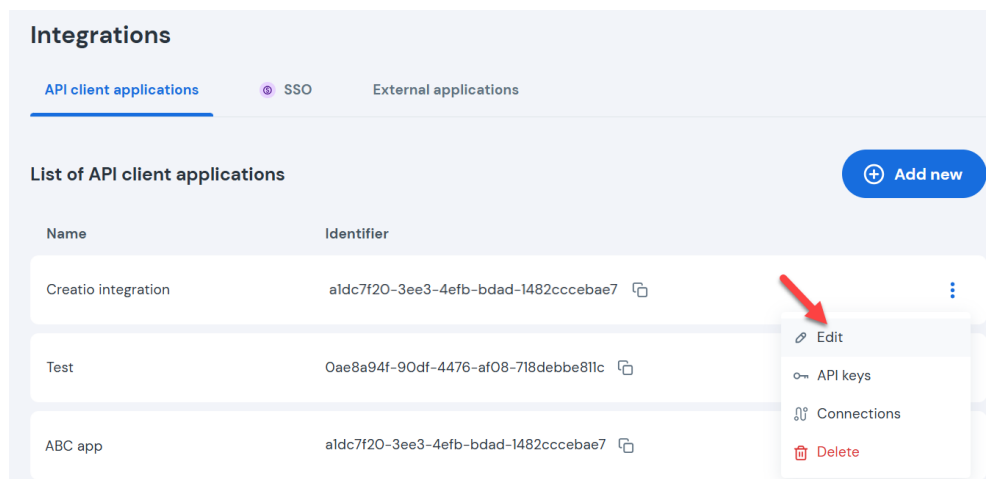 Integrations
API client applications SSO External applications
List of API client applications Add new
Name Identifier
Creatio integration a1dc7f20-3ee3-4efb-bdad-1482cccebae7
Edit
Test 0ae8a94f-90df-4476-af08-718debbe811c
API keys
Connections
ABC app a1dc7f20-3ee3-4efb-bdad-1482cccebae7
Delete